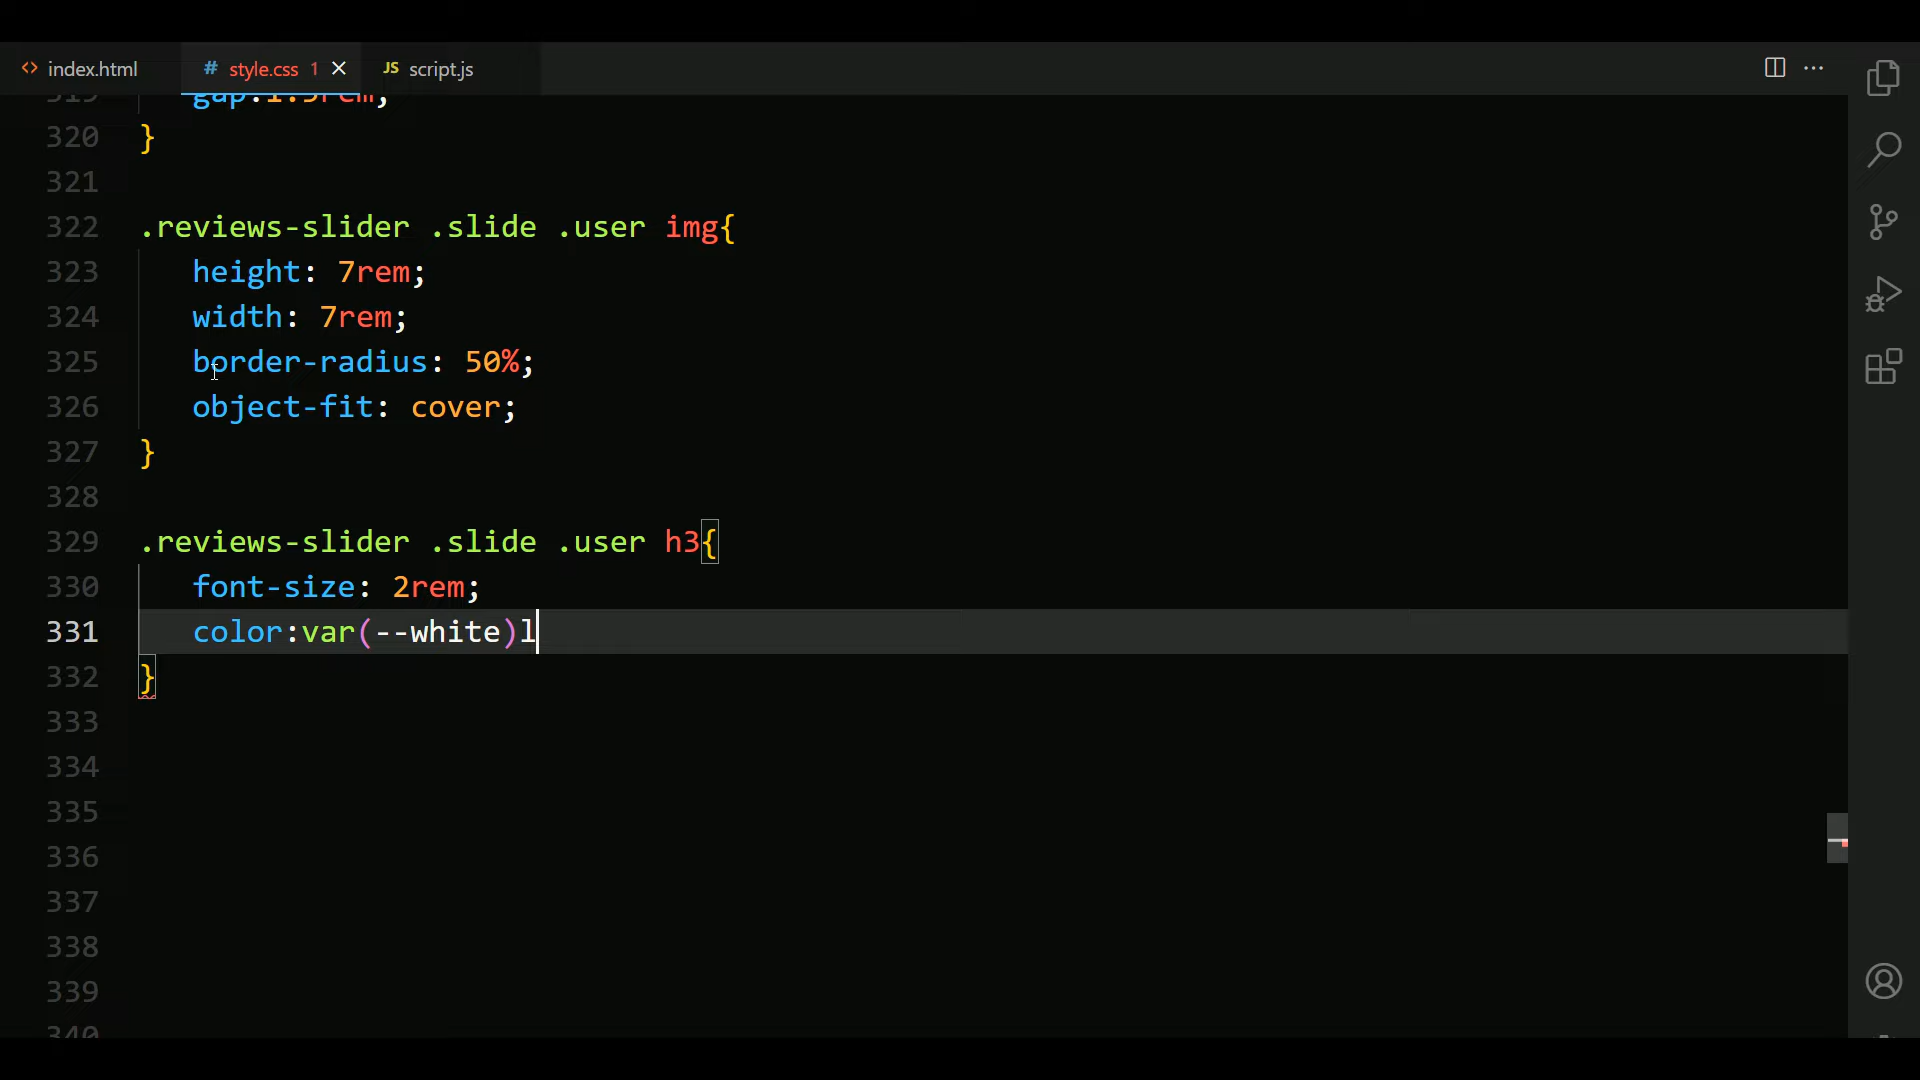 index.html
style.css 1
JS script.js
319 gap:1.5rem;
320 }
321
322 .reviews-slider .slide .user img{
323 height: 7rem;
324 width: 7rem;
325 border-radius: 50%;
326 object-fit: cover;
327 }
328
329 .reviews-slider .slide .user h3{
330 font-size: 2rem;
331 color:var(--white)l
332 }
333
334
335
336
337
338
339
340